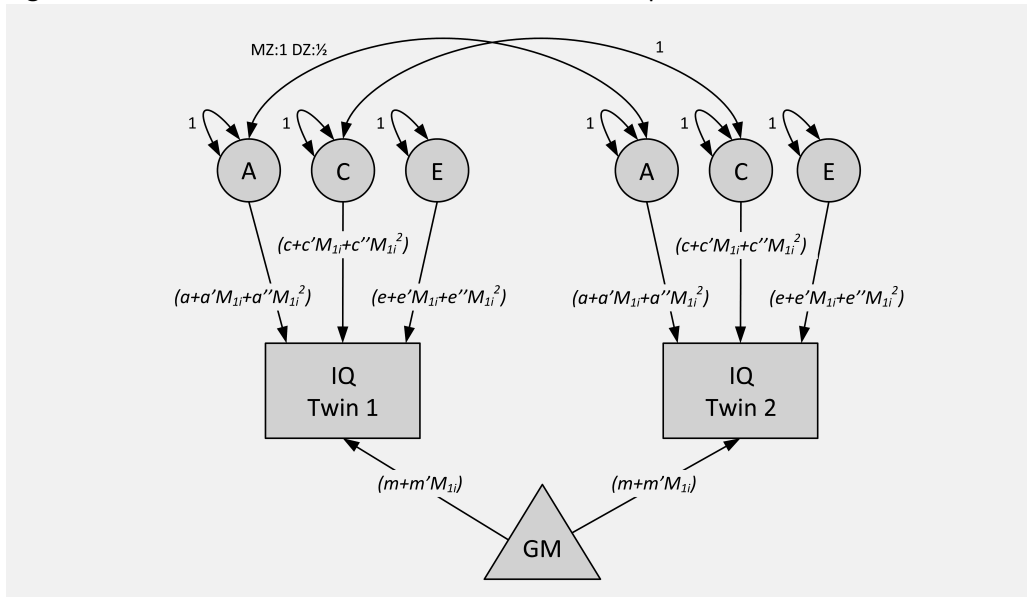 MZ:1 DZ:½
1
1
1
1
1
1
1
A
C
E
A
C
E
(c+c’M₁ᵢ+c’’M₁ᵢ²)
(c+c’M₁ᵢ+c’’M₁ᵢ²)
(a+a’M₁ᵢ+a’’M₁ᵢ²)
(e+e’M₁ᵢ+e’’M₁ᵢ²)
(a+a’M₁ᵢ+a’’M₁ᵢ²)
(e+e’M₁ᵢ+e’’M₁ᵢ²)
IQ
Twin 1
IQ
Twin 2
(m+m’M₁ᵢ)
(m+m’M₁ᵢ)
GM